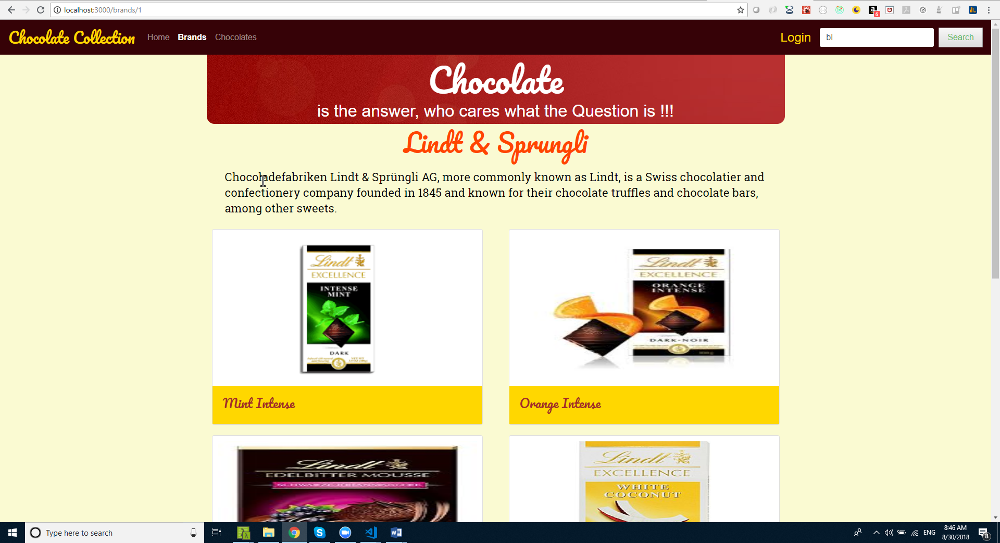 localhost:3000/brands/1
6
Chocolate Collection
Home
Brands
Chocolates
Login
bl
Search
Chocolate
is the answer, who cares what the Question is !!!
Lindt & Sprungli
Chocoladefabriken Lindt & Sprüngli AG, more commonly known as Lindt, is a Swiss chocolatier and
confectionery company founded in 1845 and known for their chocolate truffles and chocolate bars,
among other sweets.
Lindt
EXCELLENCE
INTENSE
MINT
DARK
Lindt
EXCELLENCE
ORANGE
INTENSE
DARK-NOIR
Mint Intense
Orange Intense
Lindt
EDELBITTER MOUSSE
SCHWARZE JOHANNISBEERE
Lindt
EXCELLENCE
WHITE
COCONUT
Type here to search
ENG
8:46 AM
8/30/2018
8